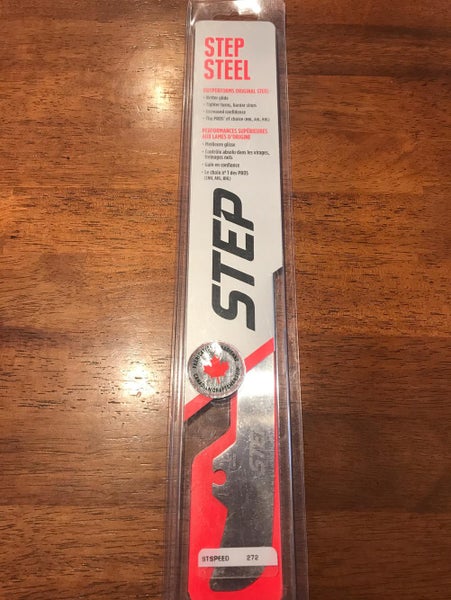 STEP
STEEL
OUTPERFORMS ORIGINAL STEEL:
• Better glide
• Tighter turns, harder stops
• Increased confidence
• The PROS' #1 choice (NHL, AHL, KHL)
PERFORMANCES SUPÉRIEURES
AUX LAMES D'ORIGINE
• Meilleure glisse
• Contrôle absolu dans les virages,
freinages nets
• Gain en confiance
• Le choix n° 1 des PROS
(LNH, AHL, KHL)
STEP
STEP
STSPEED 272